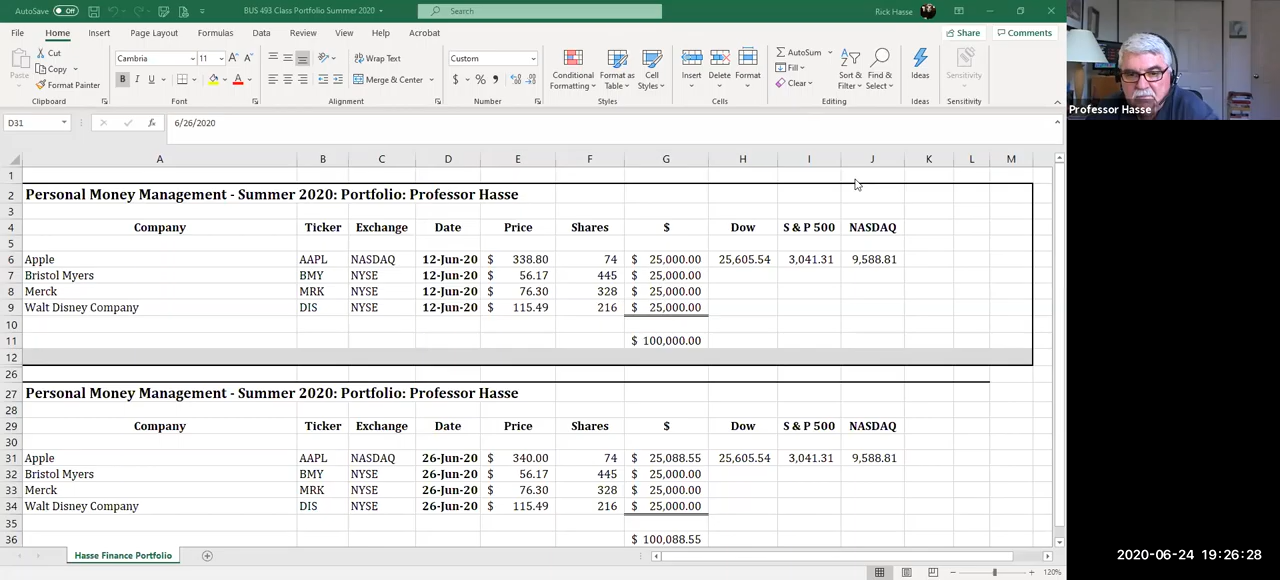 AutoSave Off BUS 493 Class Portfolio Summer 2020 Search Rick Hasse
File Home Insert Page Layout Formulas Data Review View Help Acrobat Share Comments
Paste Cut Copy Format Painter Clipboard
Cambria 11 B I U Font
Wrap Text Merge & Center Alignment
Custom $ % Number
Conditional Formatting Format as Table Cell Styles Styles
Insert Delete Format Cells
AutoSum Fill Clear Sort & Filter Find & Select Editing
Ideas Ideas
Sensitivity Sensitivity
Professor Hasse
D31 fx 6/26/2020
A B C D E F G H I J K L M
1
2 Personal Money Management - Summer 2020: Portfolio: Professor Hasse
3
4 Company Ticker Exchange Date Price Shares $ Dow S & P 500 NASDAQ
5
6 Apple AAPL NASDAQ 12-Jun-20 $ 338.80 74 $ 25,000.00 25,605.54 3,041.31 9,588.81
7 Bristol Myers BMY NYSE 12-Jun-20 $ 56.17 445 $ 25,000.00
8 Merck MRK NYSE 12-Jun-20 $ 76.30 328 $ 25,000.00
9 Walt Disney Company DIS NYSE 12-Jun-20 $ 115.49 216 $ 25,000.00
10
11 $ 100,000.00
12
26
27 Personal Money Management - Summer 2020: Portfolio: Professor Hasse
28
29 Company Ticker Exchange Date Price Shares $ Dow S & P 500 NASDAQ
30
31 Apple AAPL NASDAQ 26-Jun-20 $ 340.00 74 $ 25,088.55 25,605.54 3,041.31 9,588.81
32 Bristol Myers BMY NYSE 26-Jun-20 $ 56.17 445 $ 25,000.00
33 Merck MRK NYSE 26-Jun-20 $ 76.30 328 $ 25,000.00
34 Walt Disney Company DIS NYSE 26-Jun-20 $ 115.49 216 $ 25,000.00
35
36 $ 100,088.55
Hasse Finance Portfolio
2020-06-24 19:26:28
120%